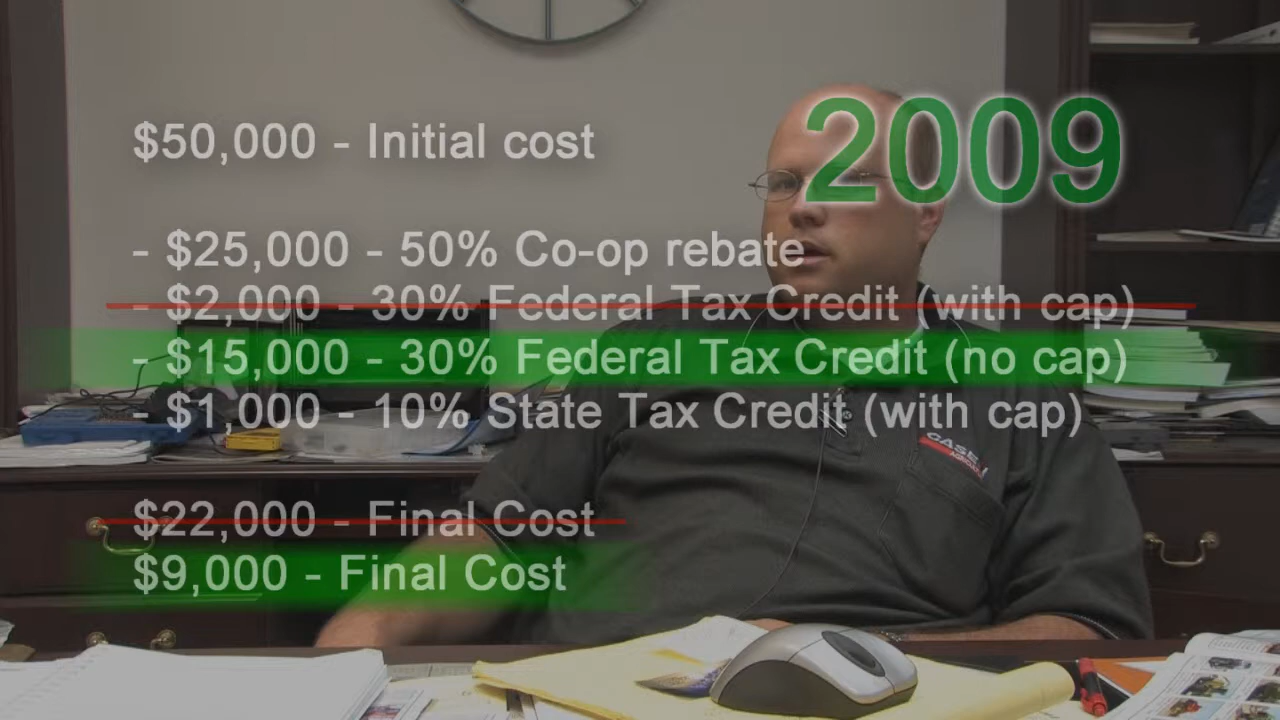 2009
$50,000 - Initial cost
- $25,000 - 50% Co-op rebate
- $2,000 - 30% Federal Tax Credit (with cap)
- $15,000 - 30% Federal Tax Credit (no cap)
- $1,000 - 10% State Tax Credit (with cap)
CASE
$22,000 - Final Cost
$9,000 - Final Cost